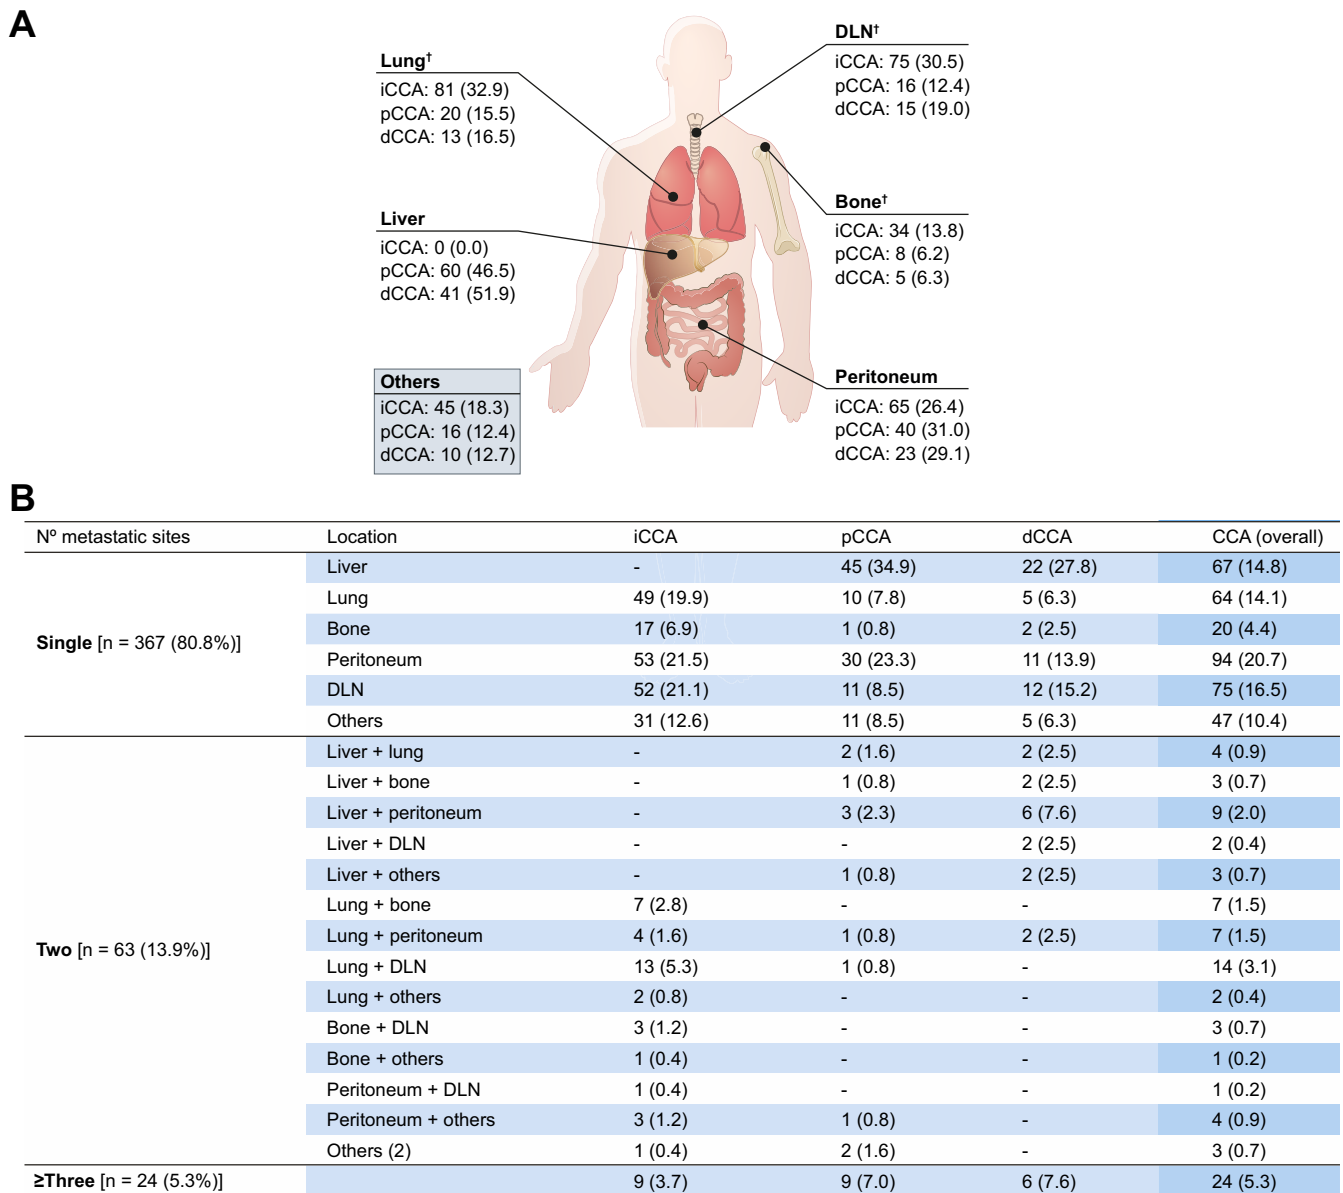 A
Lung†
iCCA: 81 (32.9)
pCCA: 20 (15.5)
dCCA: 13 (16.5)
Liver
iCCA: 0 (0.0)
pCCA: 60 (46.5)
dCCA: 41 (51.9)
Others
iCCA: 45 (18.3)
pCCA: 16 (12.4)
dCCA: 10 (12.7)
DLN†
iCCA: 75 (30.5)
pCCA: 16 (12.4)
dCCA: 15 (19.0)
Bone†
iCCA: 34 (13.8)
pCCA: 8 (6.2)
dCCA: 5 (6.3)
Peritoneum
iCCA: 65 (26.4)
pCCA: 40 (31.0)
dCCA: 23 (29.1)
B
Nº metastatic sites Location iCCA pCCA dCCA CCA (overall)
Liver - 45 (34.9) 22 (27.8) 67 (14.8)
Lung 49 (19.9) 10 (7.8) 5 (6.3) 64 (14.1)
Bone 17 (6.9) 1 (0.8) 2 (2.5) 20 (4.4)
Single [n = 367 (80.8%)]
Peritoneum 53 (21.5) 30 (23.3) 11 (13.9) 94 (20.7)
DLN 52 (21.1) 11 (8.5) 12 (15.2) 75 (16.5)
Others 31 (12.6) 11 (8.5) 5 (6.3) 47 (10.4)
Liver + lung - 2 (1.6) 2 (2.5) 4 (0.9)
Liver + bone - 1 (0.8) 2 (2.5) 3 (0.7)
Liver + peritoneum - 3 (2.3) 6 (7.6) 9 (2.0)
Liver + DLN - - 2 (2.5) 2 (0.4)
Liver + others - 1 (0.8) 2 (2.5) 3 (0.7)
Lung + bone 7 (2.8) - - 7 (1.5)
Lung + peritoneum 4 (1.6) 1 (0.8) 2 (2.5) 7 (1.5)
Two [n = 63 (13.9%)]
Lung + DLN 13 (5.3) 1 (0.8) - 14 (3.1)
Lung + others 2 (0.8) - - 2 (0.4)
Bone + DLN 3 (1.2) - - 3 (0.7)
Bone + others 1 (0.4) - - 1 (0.2)
Peritoneum + DLN 1 (0.4) - - 1 (0.2)
Peritoneum + others 3 (1.2) 1 (0.8) - 4 (0.9)
Others (2) 1 (0.4) 2 (1.6) - 3 (0.7)
≥Three [n = 24 (5.3%)] 9 (3.7) 9 (7.0) 6 (7.6) 24 (5.3)